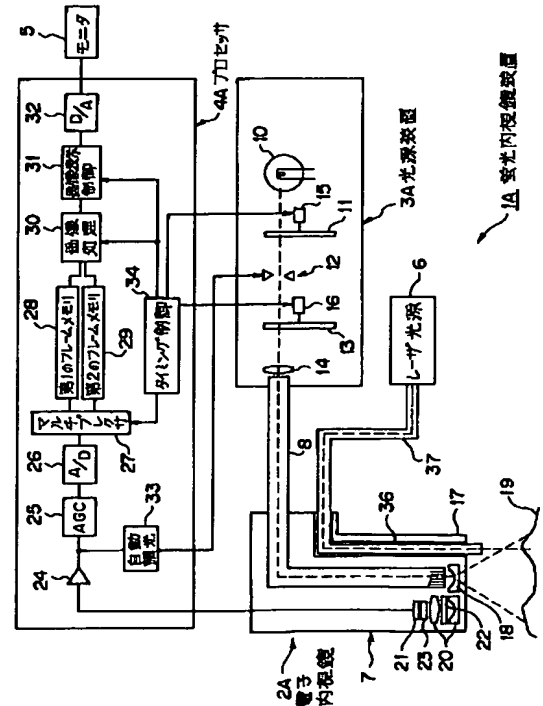 5
モニタ
4Aプロセッサ
32
D/A
31
画像表示
制御
30
画像
処理
28
第1のフレームメモリ
第2のフレームメモリ
29
34
タイミング制御
マルチプレクサ
27
26
A/D
25
AGC
24
33
自動
調光
10
15
11
12
16
13
14
3A光源装置
1A 蛍光内視鏡装置
6
レーザ光源
8
37
36
17
19
18
22
20
23
21
7
2A
電子
内視鏡